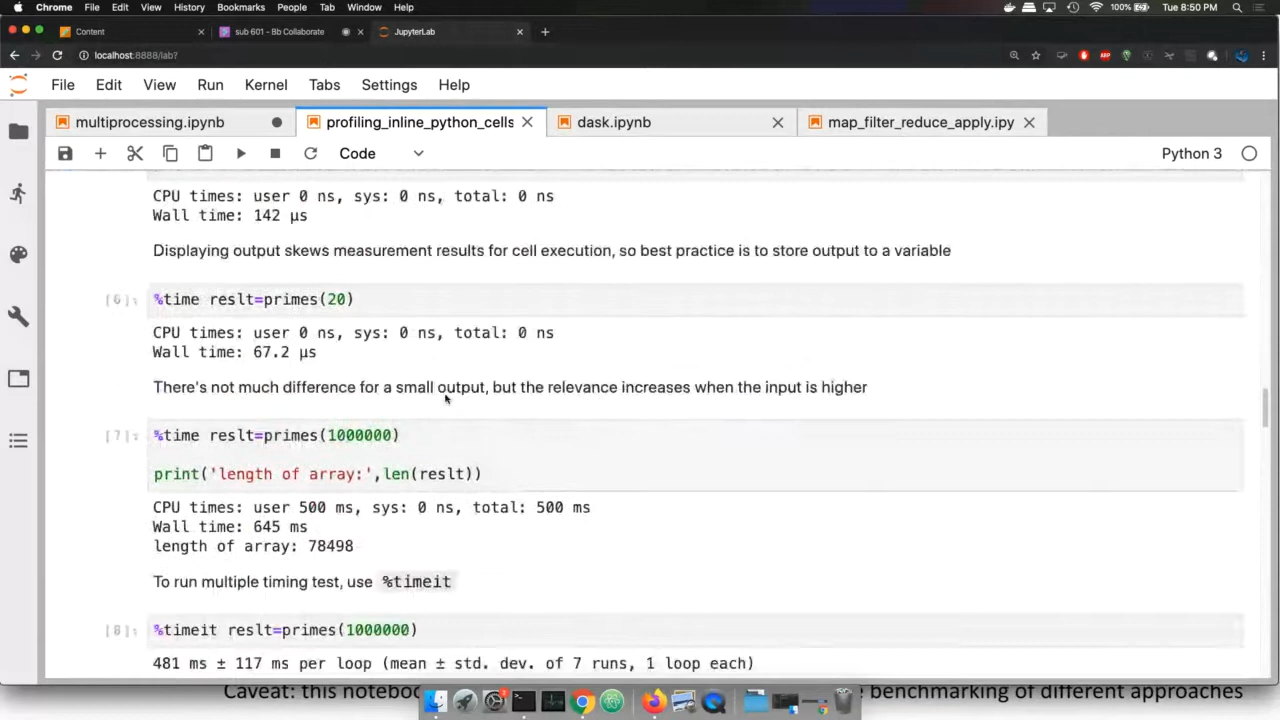 Chrome File Edit View History Bookmarks People Tab Window Help 100% Tue 8:50 PM
Content sub 601 - Bb Collaborate JupyterLab
localhost:8888/lab?
File Edit View Run Kernel Tabs Settings Help
multiprocessing.ipynb profiling_inline_python_cells dask.ipynb map_filter_reduce_apply.ipy
Code Python 3
CPU times: user 0 ns, sys: 0 ns, total: 0 ns
Wall time: 142 µs
Displaying output skews measurement results for cell execution, so best practice is to store output to a variable
[6]: %time reslt=primes(20)
CPU times: user 0 ns, sys: 0 ns, total: 0 ns
Wall time: 67.2 µs
There's not much difference for a small output, but the relevance increases when the input is higher
[7]: %time reslt=primes(1000000)
print('length of array:',len(reslt))
CPU times: user 500 ms, sys: 0 ns, total: 500 ms
Wall time: 645 ms
length of array: 78498
To run multiple timing test, use %timeit
[8]: %timeit reslt=primes(1000000)
481 ms ± 117 ms per loop (mean ± std. dev. of 7 runs, 1 loop each)
Caveat: this benchmarking of different approaches